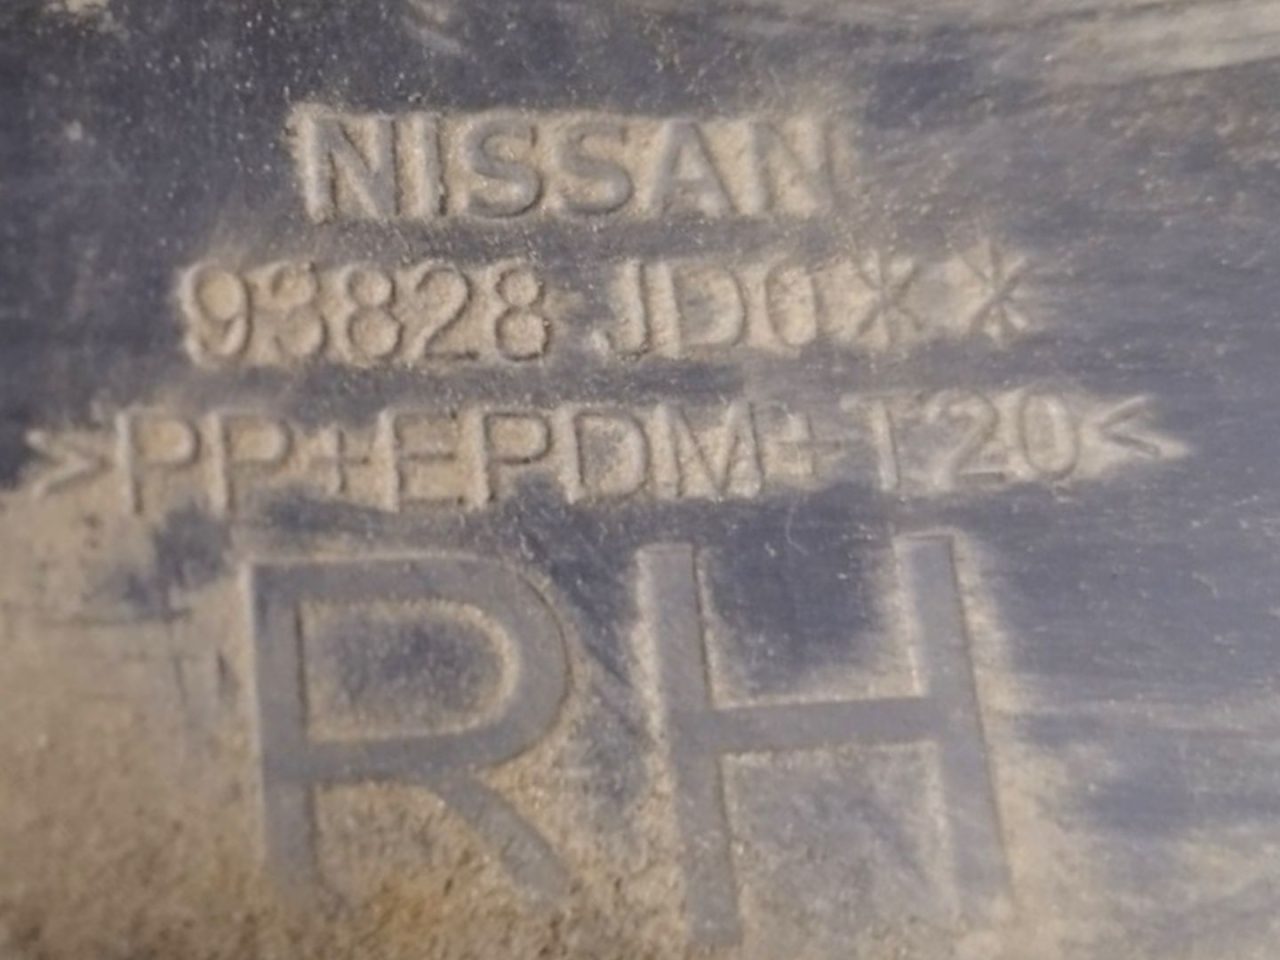 NISSAN
93828 JD0**
>PP+EPDM+T20<
RH